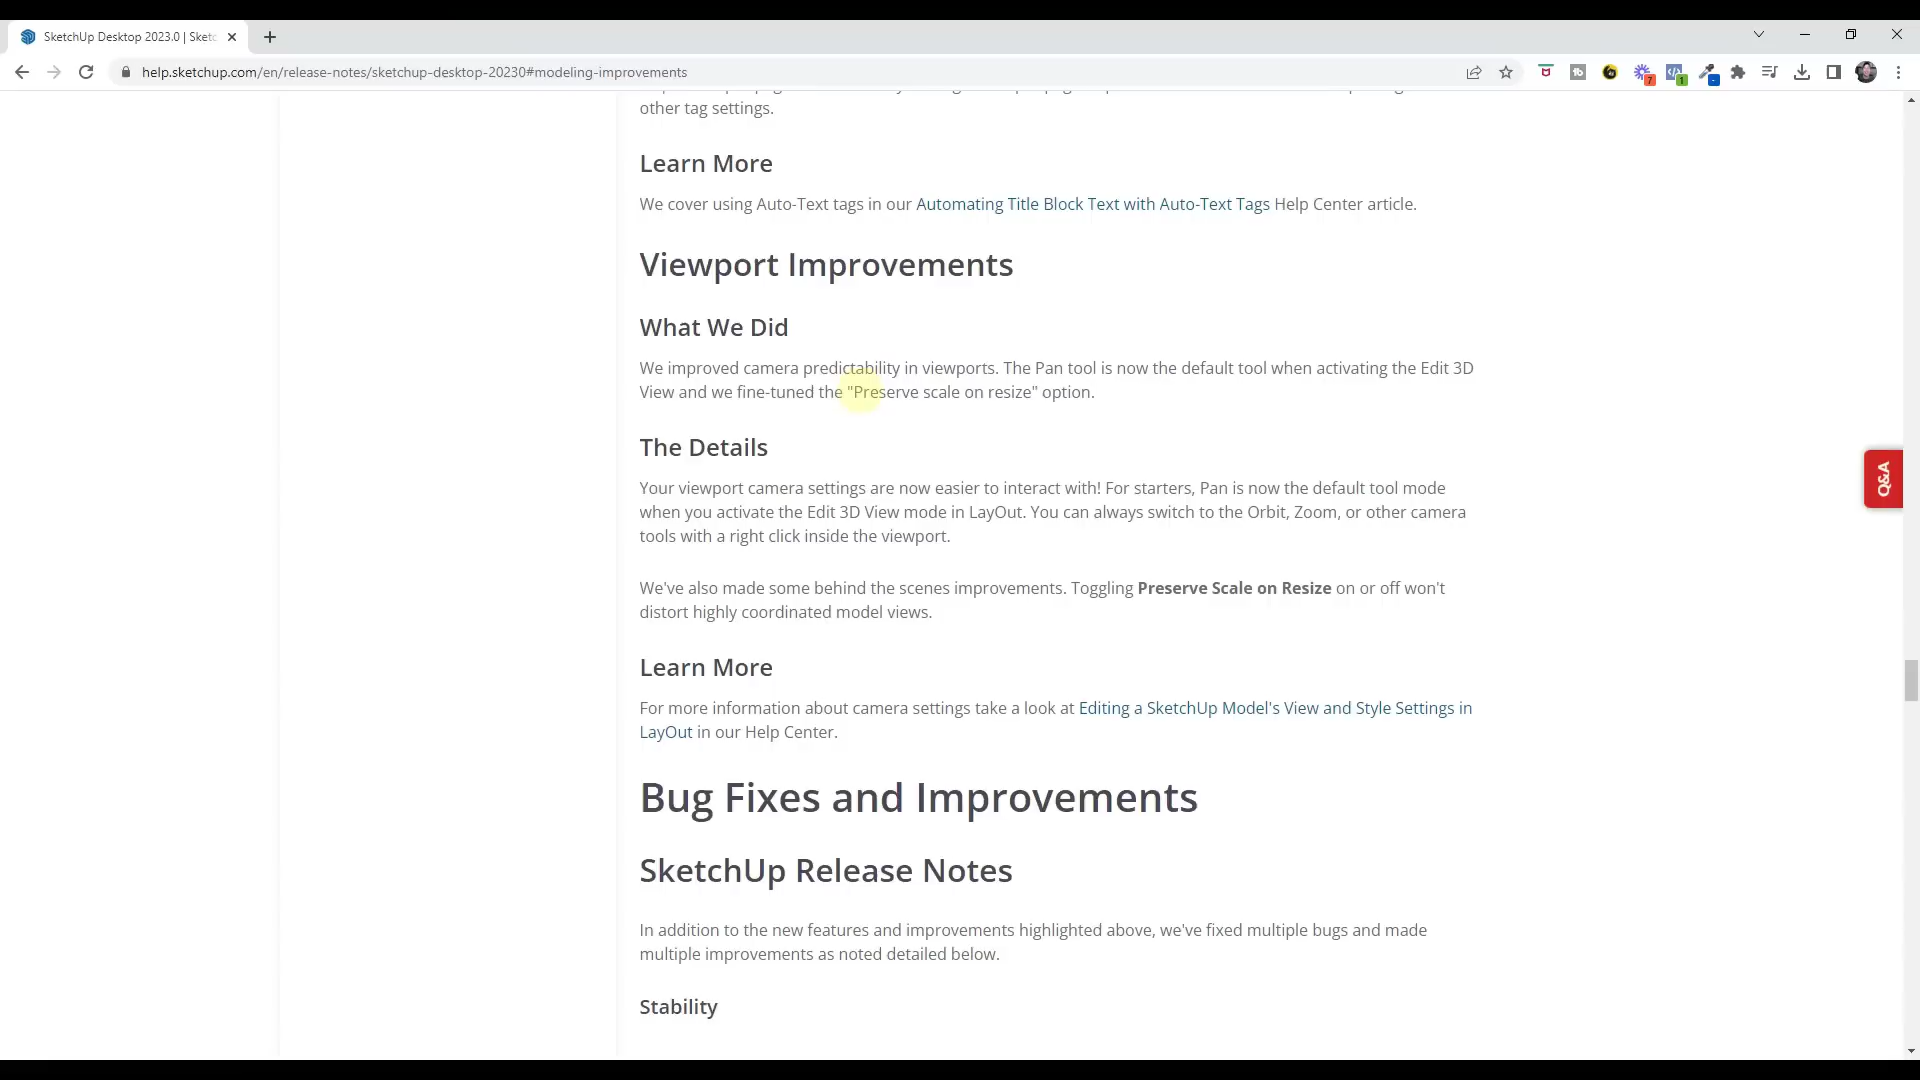 SketchUp Desktop 2023.0 | Sketc
help.sketchup.com/en/release-notes/sketchup-desktop-20230#modeling-improvements
7
1
other tag settings.
Learn More
We cover using Auto-Text tags in our Automating Title Block Text with Auto-Text Tags Help Center article.
Viewport Improvements
What We Did
We improved camera predictability in viewports. The Pan tool is now the default tool when activating the Edit 3D
View and we fine-tuned the "Preserve scale on resize" option.
The Details
Your viewport camera settings are now easier to interact with! For starters, Pan is now the default tool mode
when you activate the Edit 3D View mode in LayOut. You can always switch to the Orbit, Zoom, or other camera
tools with a right click inside the viewport.
We've also made some behind the scenes improvements. Toggling Preserve Scale on Resize on or off won't
distort highly coordinated model views.
Learn More
For more information about camera settings take a look at Editing a SketchUp Model's View and Style Settings in
LayOut in our Help Center.
Bug Fixes and Improvements
SketchUp Release Notes
In addition to the new features and improvements highlighted above, we've fixed multiple bugs and made
multiple improvements as noted detailed below.
Stability
Q&A